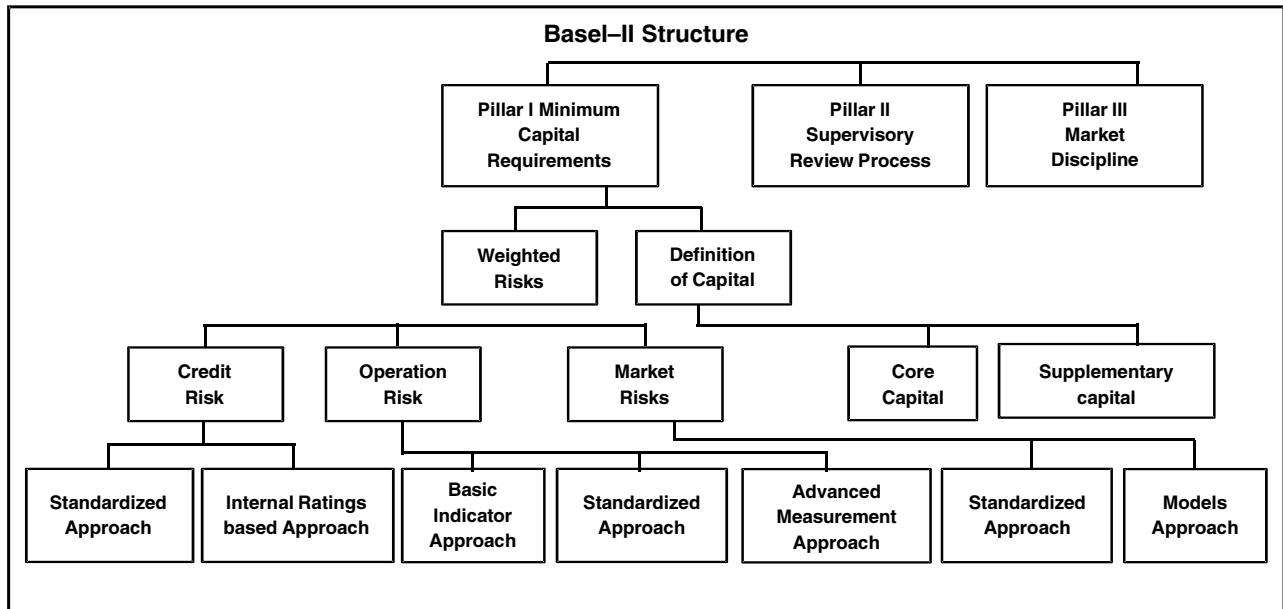 Basel–II Structure
Pillar I Minimum
Capital
Requirements
Pillar II
Supervisory
Review Process
Pillar III
Market
Discipline
Weighted
Risks
Definition
of Capital
Credit
Risk
Operation
Risk
Market
Risks
Core
Capital
Supplementary
capital
Standardized
Approach
Internal Ratings
based Approach
Basic
Indicator
Approach
Standardized
Approach
Advanced
Measurement
Approach
Standardized
Approach
Models
Approach